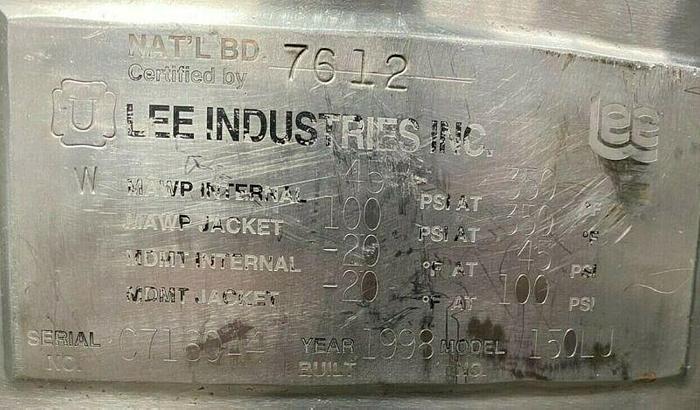 NAT'L BD. 7612
Certified by
U
LEE INDUSTRIES INC.
Lee
W
MAWP INTERNAL 45 PSI AT 350 °F
MAWP JACKET 100 PSI AT 350 °F
MDMT INTERNAL -20 °F AT 45 PSI
MDMT JACKET -20 °F AT 100 PSI
SERIAL NO. YEAR BUILT 1998 MODEL NO.